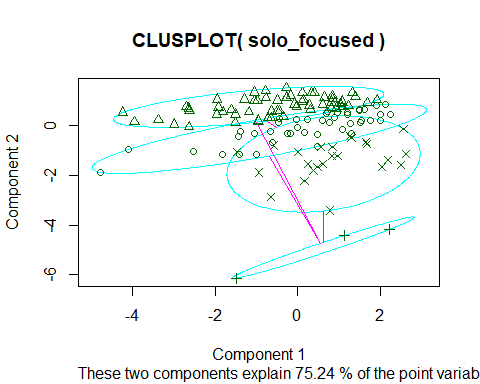 CLUSPLOT( solo_focused )
Component 2
0
-2
-4
-6
-4
-2
0
2
Component 1
These two components explain 75.24 % of the point variab